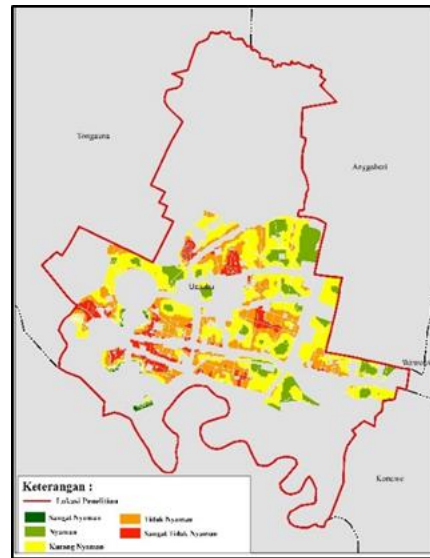 Tongauna
Anggaberi
Unaaha
Wawotobi
Konawe
Keterangan :
Lokasi Penelitian
Sangat Nyaman
Nyaman
Kurang Nyaman
Tidak Nyaman
Sangat Tidak Nyaman